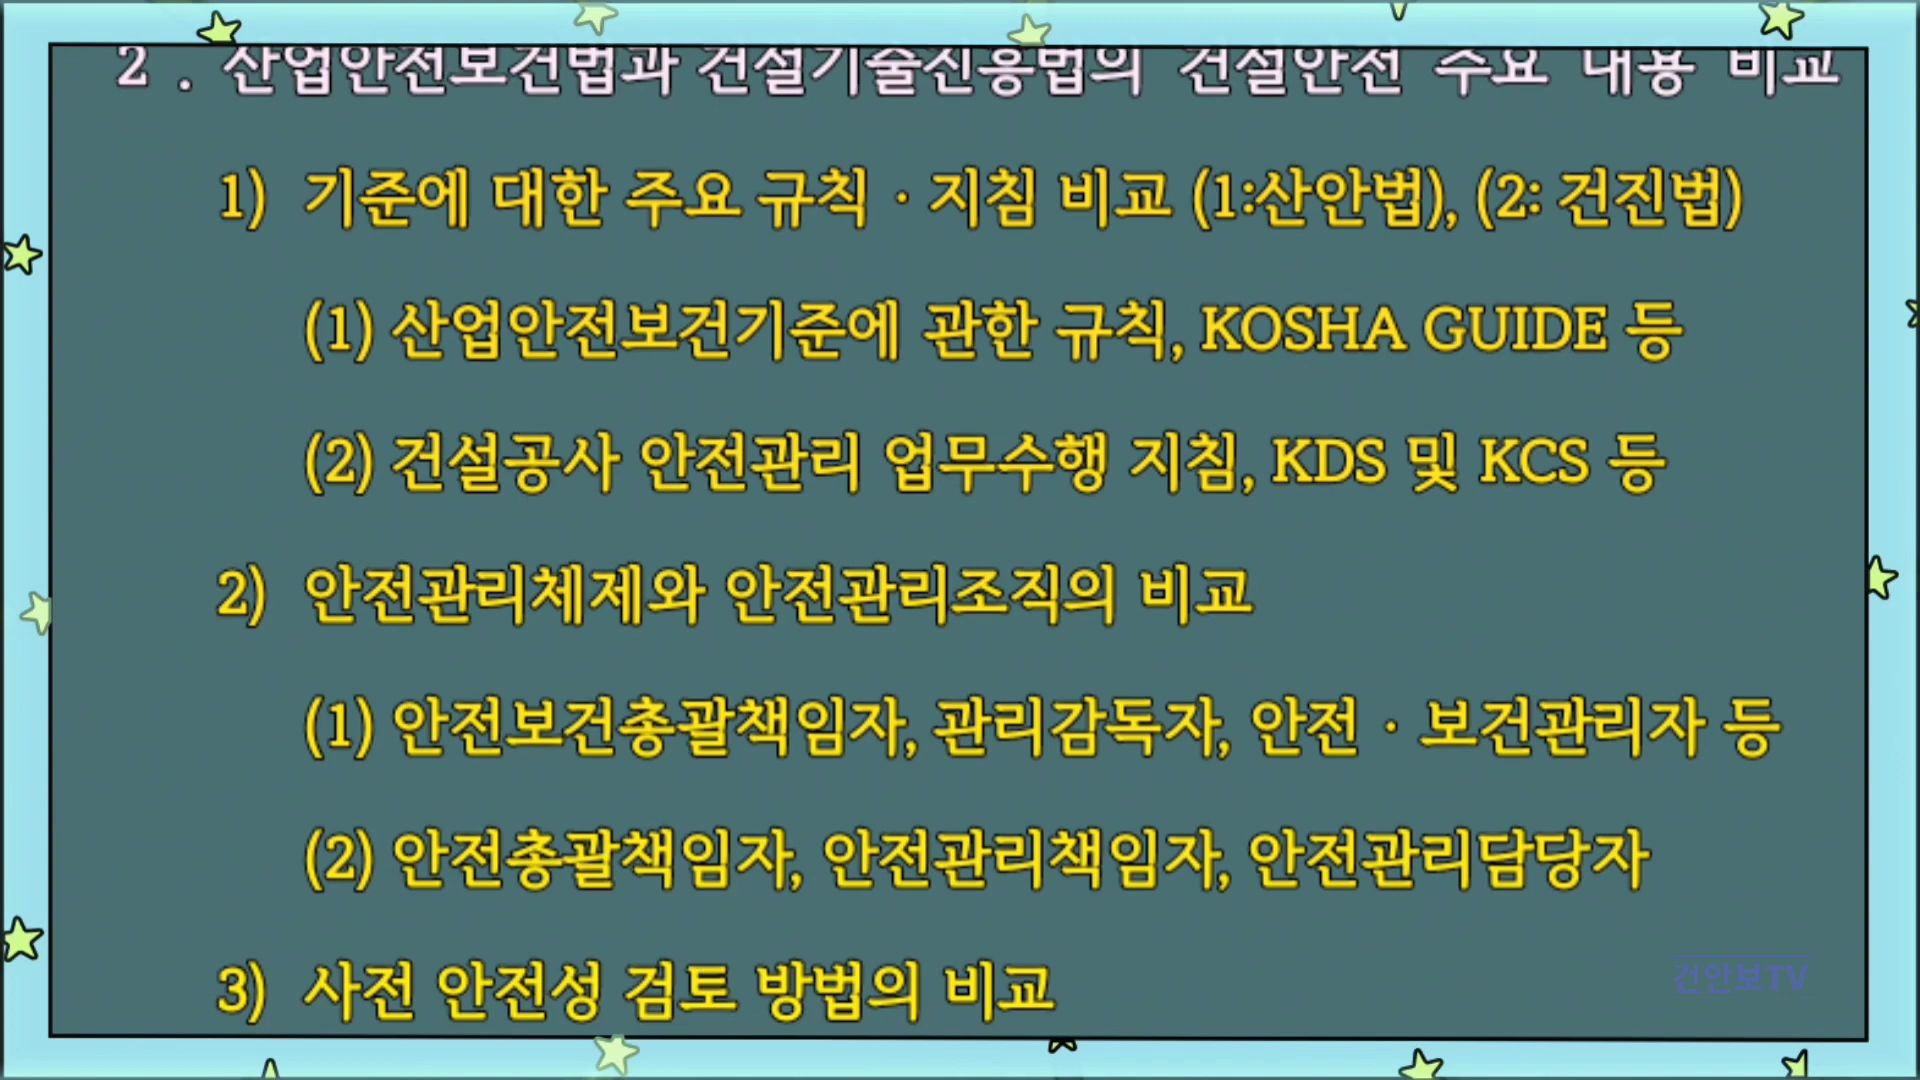 2 . 산업안전보건법과 건설기술진흥법의 건설안전 주요 내용 비교
1) 기준에 대한 주요 규칙 · 지침 비교 (1:산안법), (2: 건진법)
(1) 산업안전보건기준에 관한 규칙, KOSHA GUIDE 등
(2) 건설공사 안전관리 업무수행 지침, KDS 및 KCS 등
2) 안전관리체제와 안전관리조직의 비교
(1) 안전보건총괄책임자, 관리감독자, 안전 · 보건관리자 등
(2) 안전총괄책임자, 안전관리책임자, 안전관리담당자
3) 사전 안전성 검토 방법의 비교
건안보TV